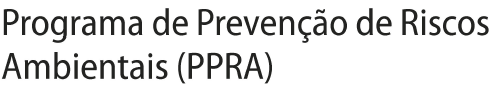 Programa de Prevenção de Riscos
Ambientais (PPRA)